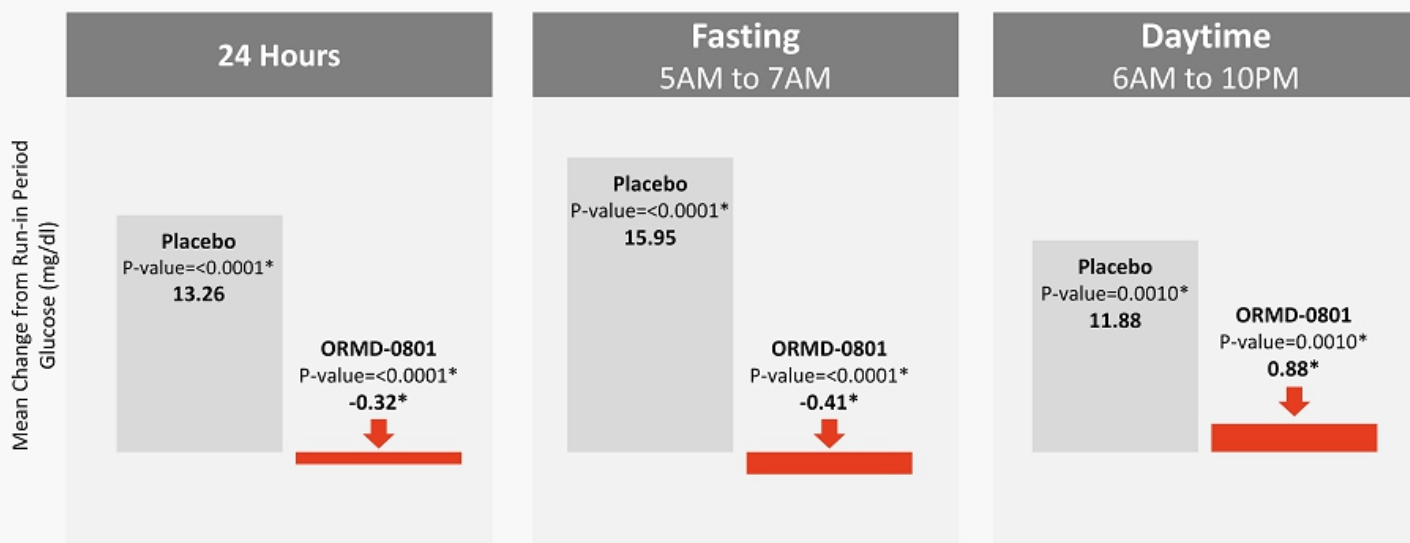 Mean Change from Run-in Period
Glucose (mg/dl)
24 Hours
Placebo
P-value=<0.0001*
13.26
ORMD-0801
P-value=<0.0001*
-0.32*
Fasting
5AM to 7AM
Placebo
P-value=<0.0001*
15.95
ORMD-0801
P-value=<0.0001*
-0.41*
Daytime
6AM to 10PM
Placebo
P-value=0.0010*
11.88
ORMD-0801
P-value=0.0010*
0.88*